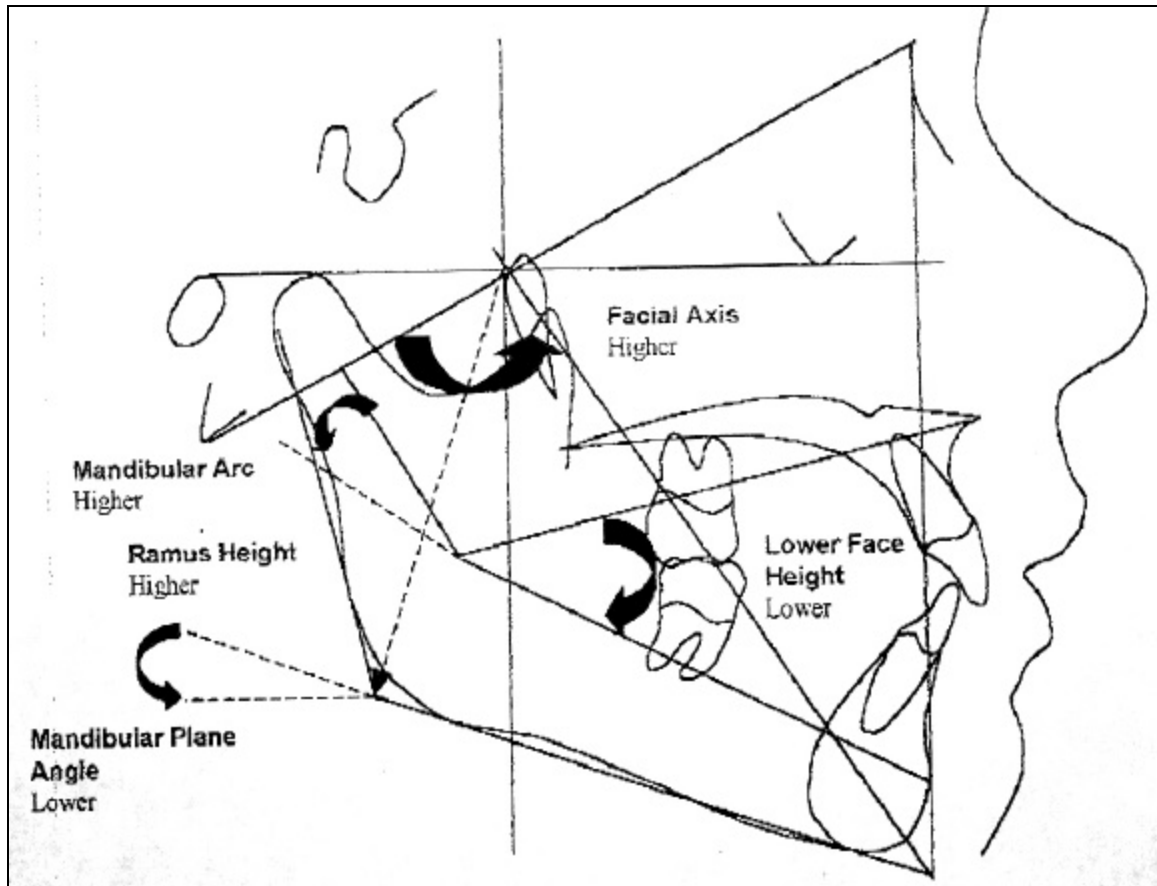 Facial Axis
Higher
Mandibular Arc
Higher
Ramus Height
Higher
Lower Face
Height
Lower
Mandibular Plane
Angle
Lower